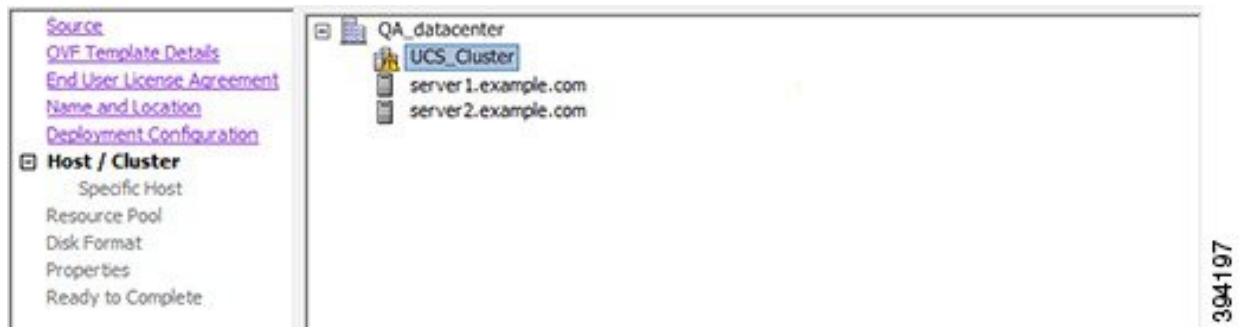 Source
OVF Template Details
End User License Agreement
Name and Location
Deployment Configuration
Host / Cluster
Specific Host
Resource Pool
Disk Format
Properties
Ready to Complete
QA_datacenter
UCS_Cluster
server1.example.com
server2.example.com
394197